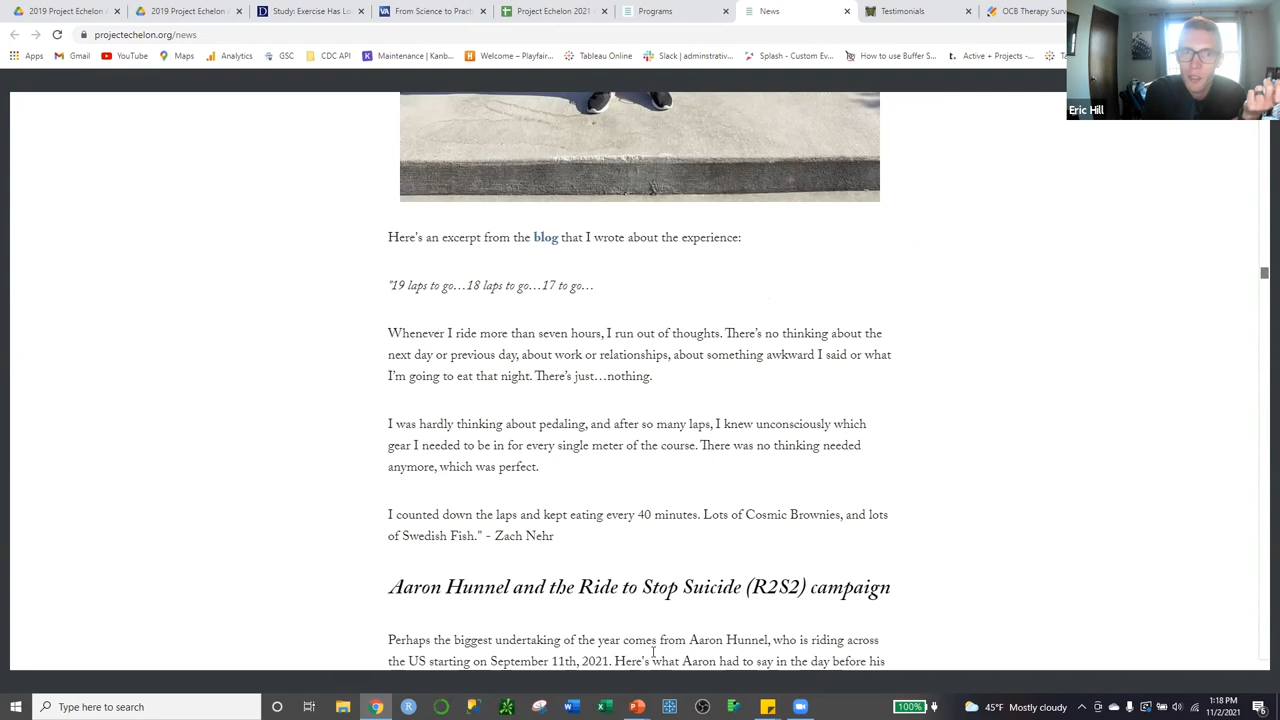 2019 Project Echelon
2019 Project Echelon
Study: Exercise Has Lo
From Science to Pract
Project Echelon 2021
Programs
News
Testimonials
OCB Therapy Surv
projectechelon.org/news
Apps
Gmail
YouTube
Maps
Analytics
GSC
CDC API
Maintenance | Kanb...
Welcome – Playfair...
Tableau Online
Slack | adminstrativ...
Splash - Custom Ev...
How to use Buffer S...
Active + Projects -...
Eric Hill
Here's an excerpt from the blog that I wrote about the experience:
"19 laps to go…18 laps to go…17 to go…
Whenever I ride more than seven hours, I run out of thoughts. There's no thinking about the
next day or previous day, about work or relationships, about something awkward I said or what
I'm going to eat that night. There's just…nothing.
I was hardly thinking about pedaling, and after so many laps, I knew unconsciously which
gear I needed to be in for every single meter of the course. There was no thinking needed
anymore, which was perfect.
I counted down the laps and kept eating every 40 minutes. Lots of Cosmic Brownies, and lots
of Swedish Fish." - Zach Nehr
Aaron Hunnel and the Ride to Stop Suicide (R2S2) campaign
Perhaps the biggest undertaking of the year comes from Aaron Hunnel, who is riding across
the US starting on September 11th, 2021. Here's what Aaron had to say in the day before his
Type here to search
100%
45°F Mostly cloudy
1:18 PM
11/2/2021